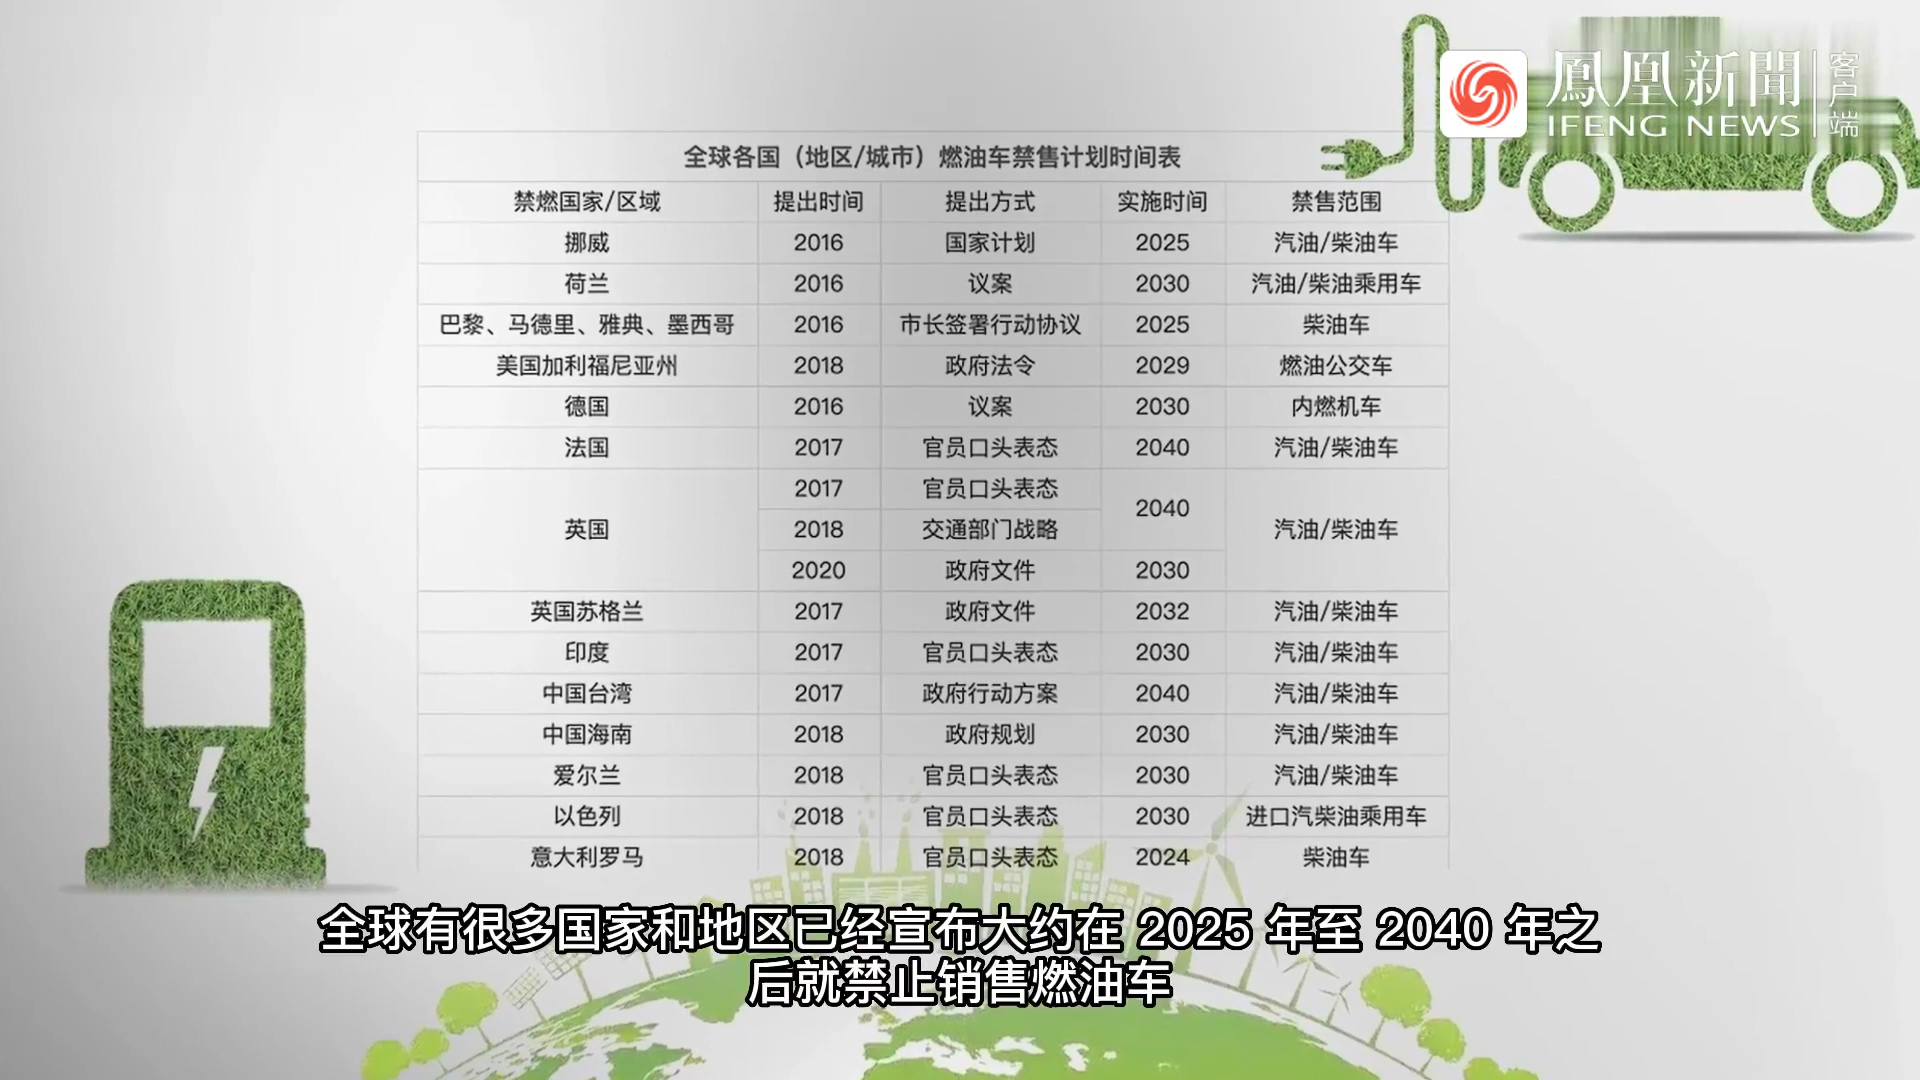 鳳凰新聞 客户端
IFENG NEWS
全球各国（地区/城市）燃油车禁售计划时间表
禁燃国家/区域 提出时间 提出方式 实施时间 禁售范围
挪威 2016 国家计划 2025 汽油/柴油车
荷兰 2016 议案 2030 汽油/柴油乘用车
巴黎、马德里、雅典、墨西哥 2016 市长签署行动协议 2025 柴油车
美国加利福尼亚州 2018 政府法令 2029 燃油公交车
德国 2016 议案 2030 内燃机车
法国 2017 官员口头表态 2040 汽油/柴油车
2017 官员口头表态 2040
英国 2018 交通部门战略 汽油/柴油车
2020 政府文件 2030
英国苏格兰 2017 政府文件 2032 汽油/柴油车
印度 2017 官员口头表态 2030 汽油/柴油车
中国台湾 2017 政府行动方案 2040 汽油/柴油车
中国海南 2018 政府规划 2030 汽油/柴油车
爱尔兰 2018 官员口头表态 2030 汽油/柴油车
以色列 2018 官员口头表态 2030 进口汽柴油乘用车
意大利罗马 2018 官员口头表态 2024 柴油车
全球有很多国家和地区已经宣布大约在 2025 年至 2040 年之
后就禁止销售燃油车